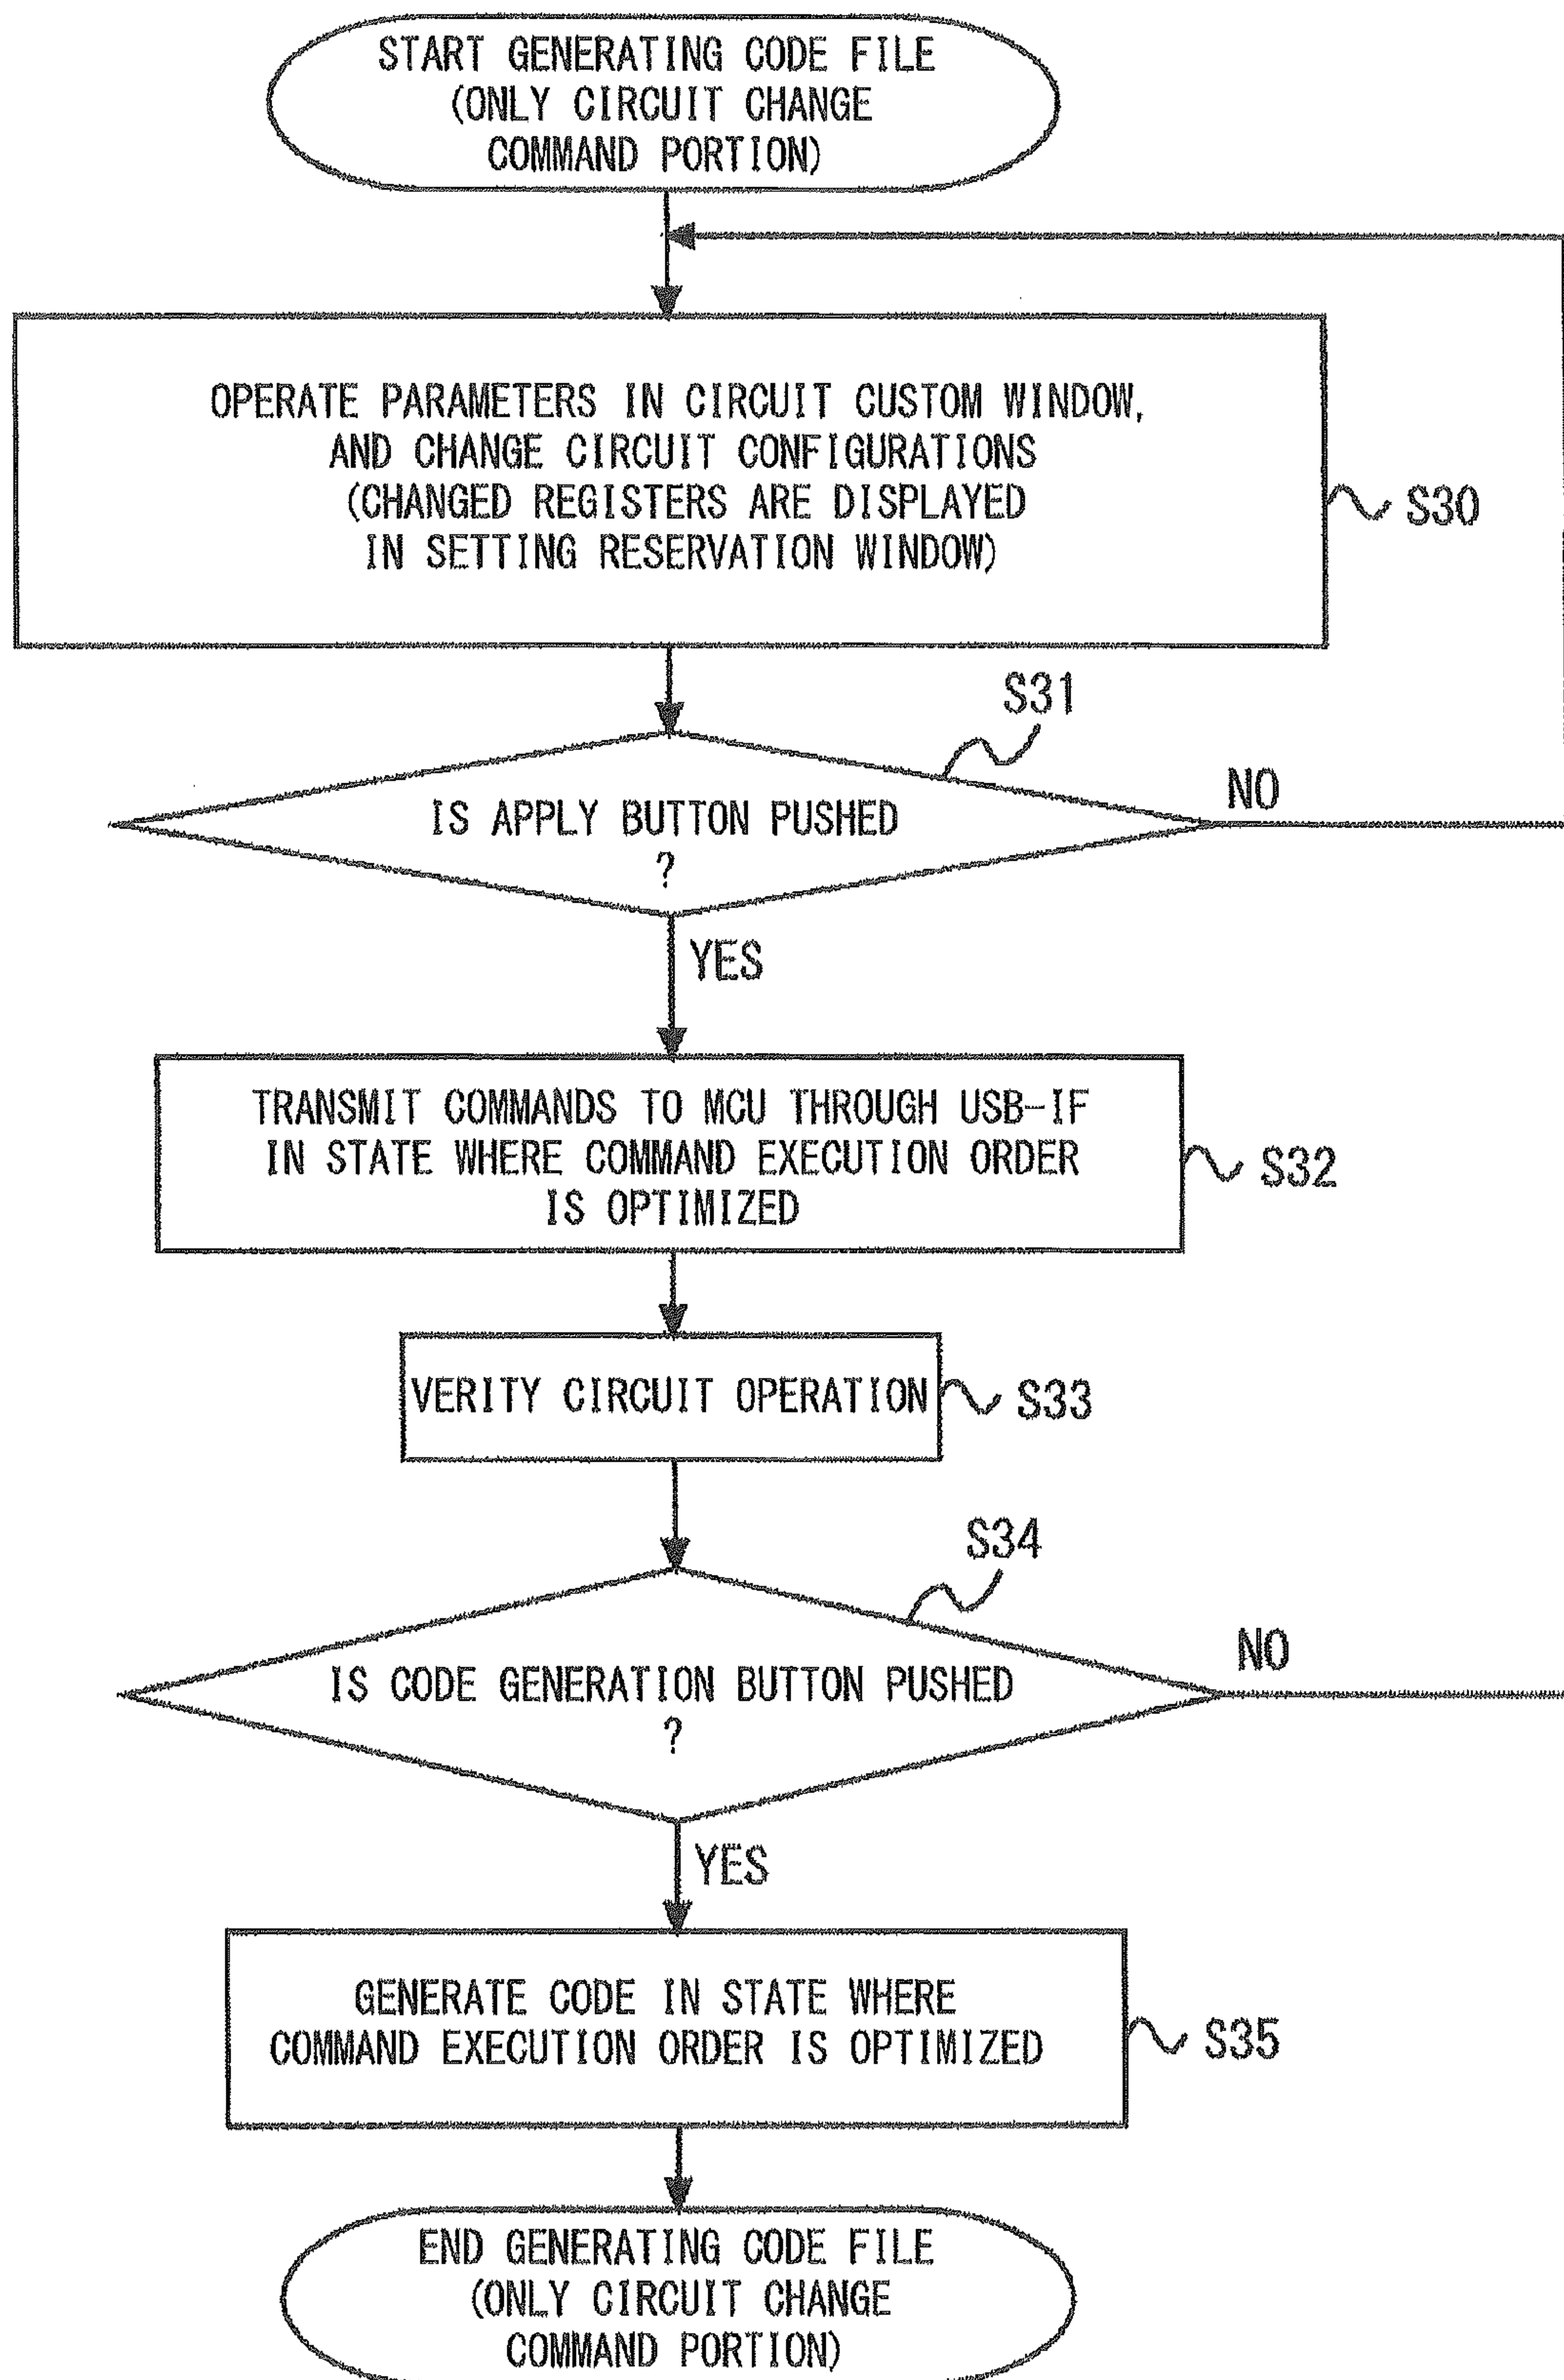 START GENERATING CODE FILE
(ONLY CIRCUIT CHANGE
COMMAND PORTION)
OPERATE PARAMETERS IN CIRCUIT CUSTOM WINDOW,
AND CHANGE CIRCUIT CONFIGURATIONS
(CHANGED REGISTERS ARE DISPLAYED
IN SETTING RESERVATION WINDOW)
S30
S31
IS APPLY BUTTON PUSHED
?
NO
YES
TRANSMIT COMMANDS TO MCU THROUGH USB-IF
IN STATE WHERE COMMAND EXECUTION ORDER
IS OPTIMIZED
S32
VERITY CIRCUIT OPERATION
S33
S34
IS CODE GENERATION BUTTON PUSHED
?
NO
YES
GENERATE CODE IN STATE WHERE
COMMAND EXECUTION ORDER IS OPTIMIZED
S35
END GENERATING CODE FILE
(ONLY CIRCUIT CHANGE
COMMAND PORTION)